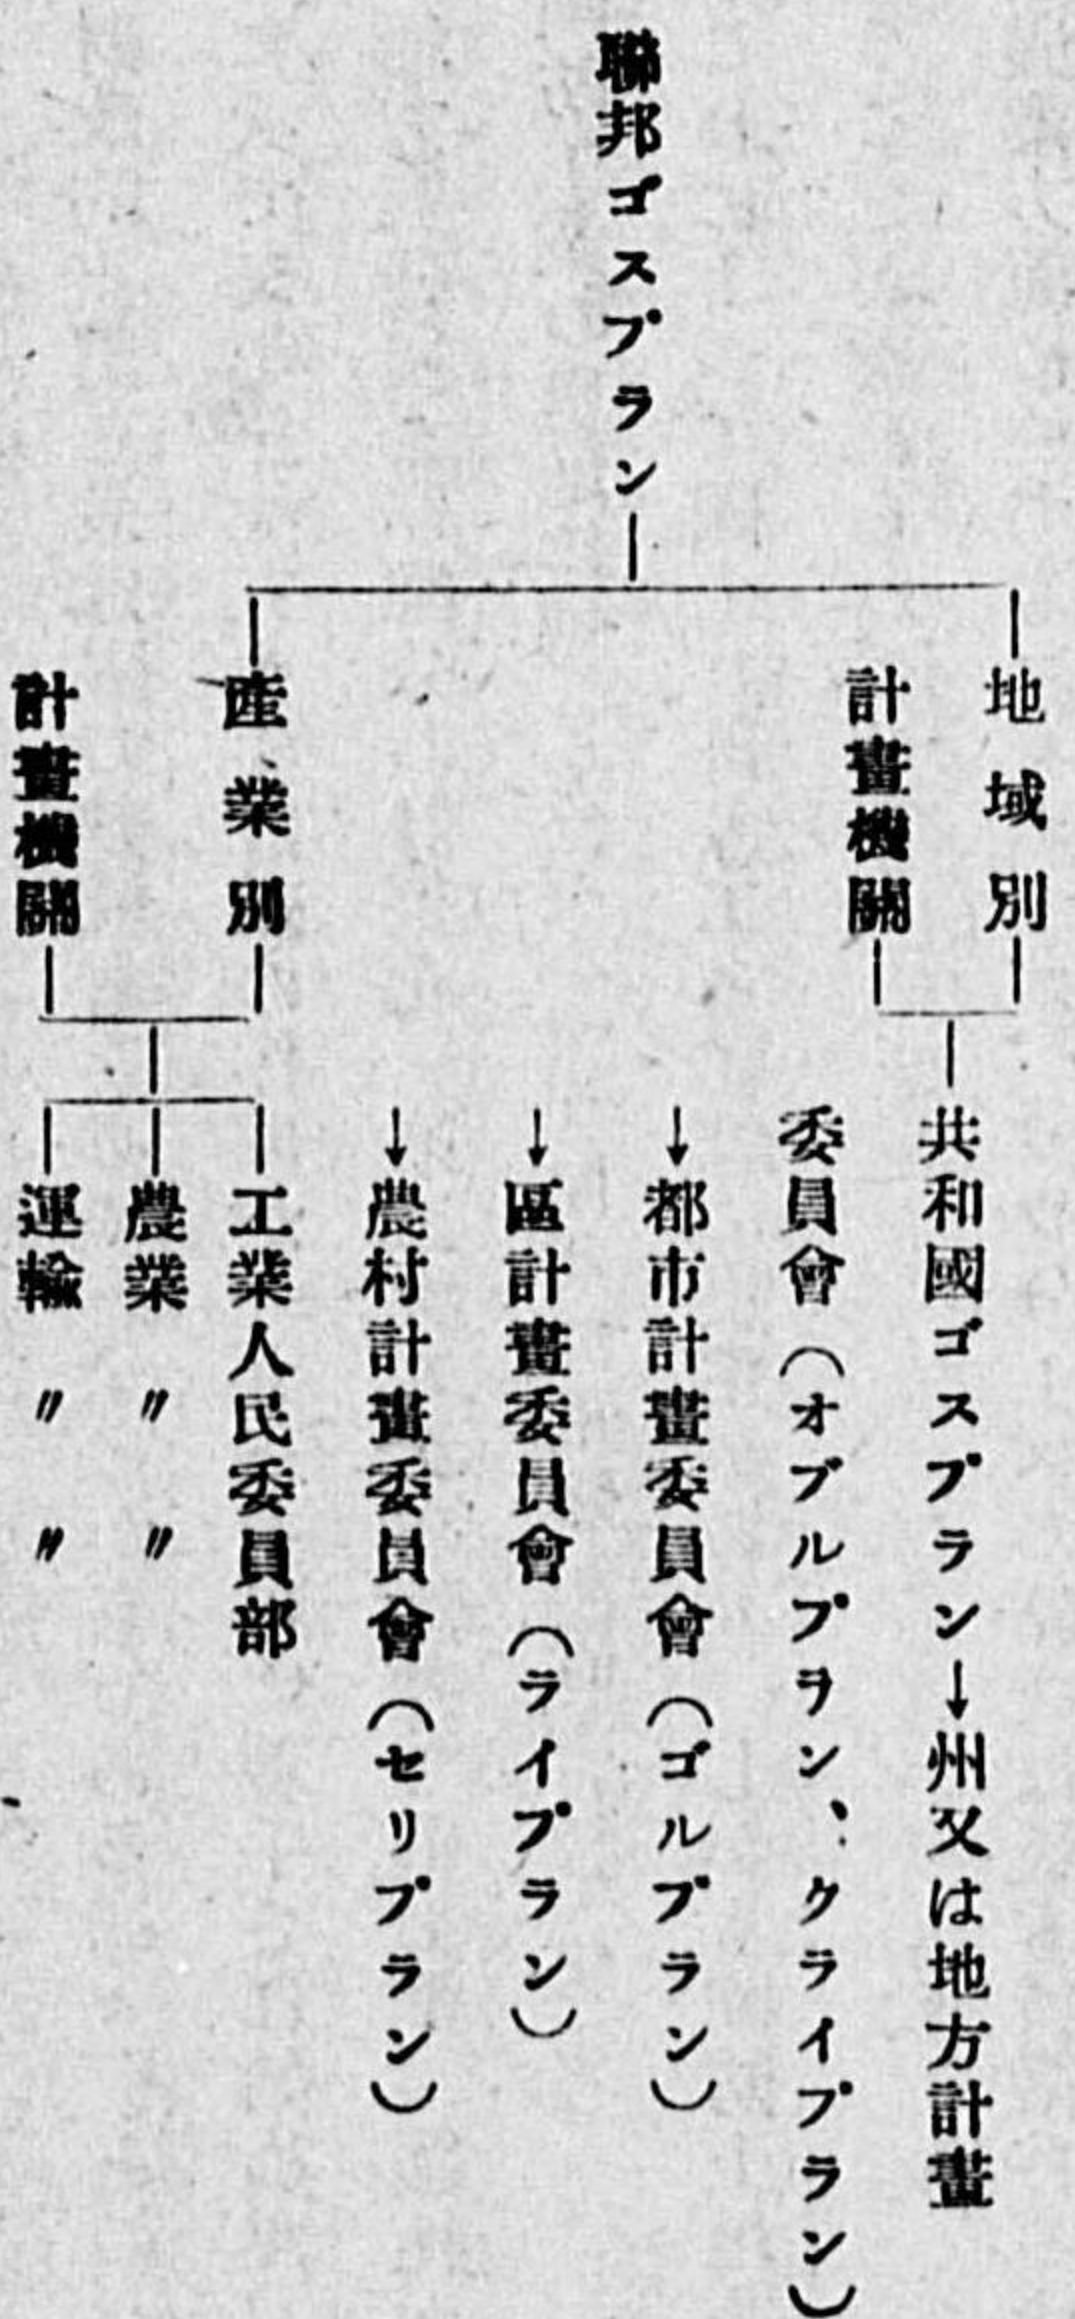 聯邦ゴスプラン
地域別
計畫機關
共和國ゴスプラン→州又は地方計畫
委員會(オブルプラン、クライプラン)
→都市計畫委員會(ゴルプラン)
→區計畫委員會(ライプラン)
→農村計畫委員會(セリプラン)
産業別
計畫機關
工業人民委員部
農業〃〃
運輸〃〃